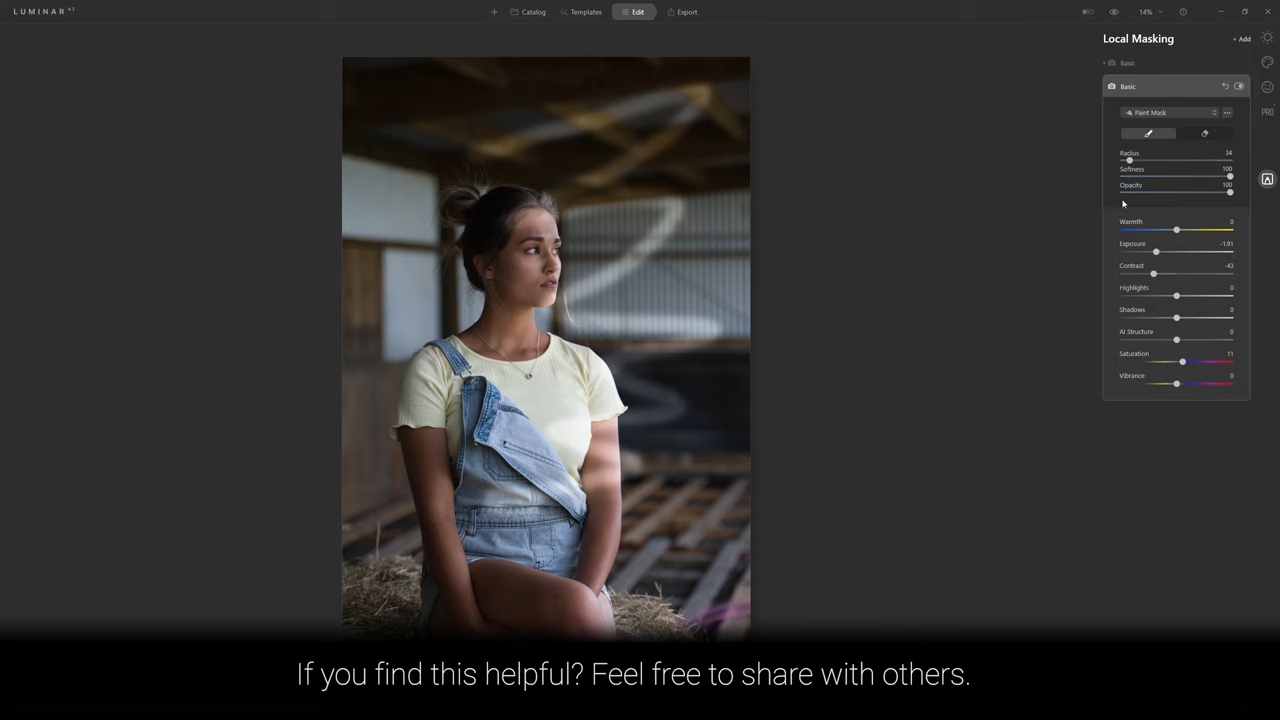 LUMINAR AI
Catalog
Templates
Edit
Export
14%
Local Masking
+ Add
Basic
Basic
Paint Mask
Radius 34
Softness 100
Opacity 100
Warmth 0
Exposure -1.91
Contrast -43
Highlights 0
Shadows 0
AI Structure 0
Saturation 11
Vibrance 0
PRO
If you find this helpful? Feel free to share with others.